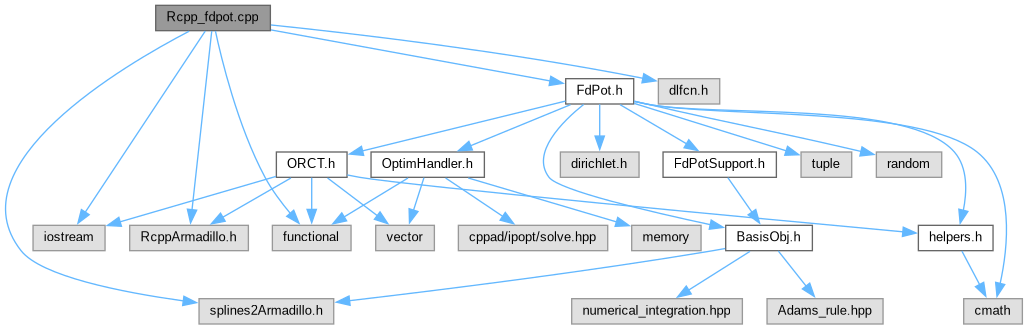 Rcpp_fdpot.cpp
FdPot.h
dlfcn.h
ORCT.h
OptimHandler.h
dirichlet.h
FdPotSupport.h
tuple
random
iostream
RcppArmadillo.h
functional
vector
cppad/ipopt/solve.hpp
memory
BasisObj.h
helpers.h
splines2Armadillo.h
numerical_integration.hpp
Adams_rule.hpp
cmath